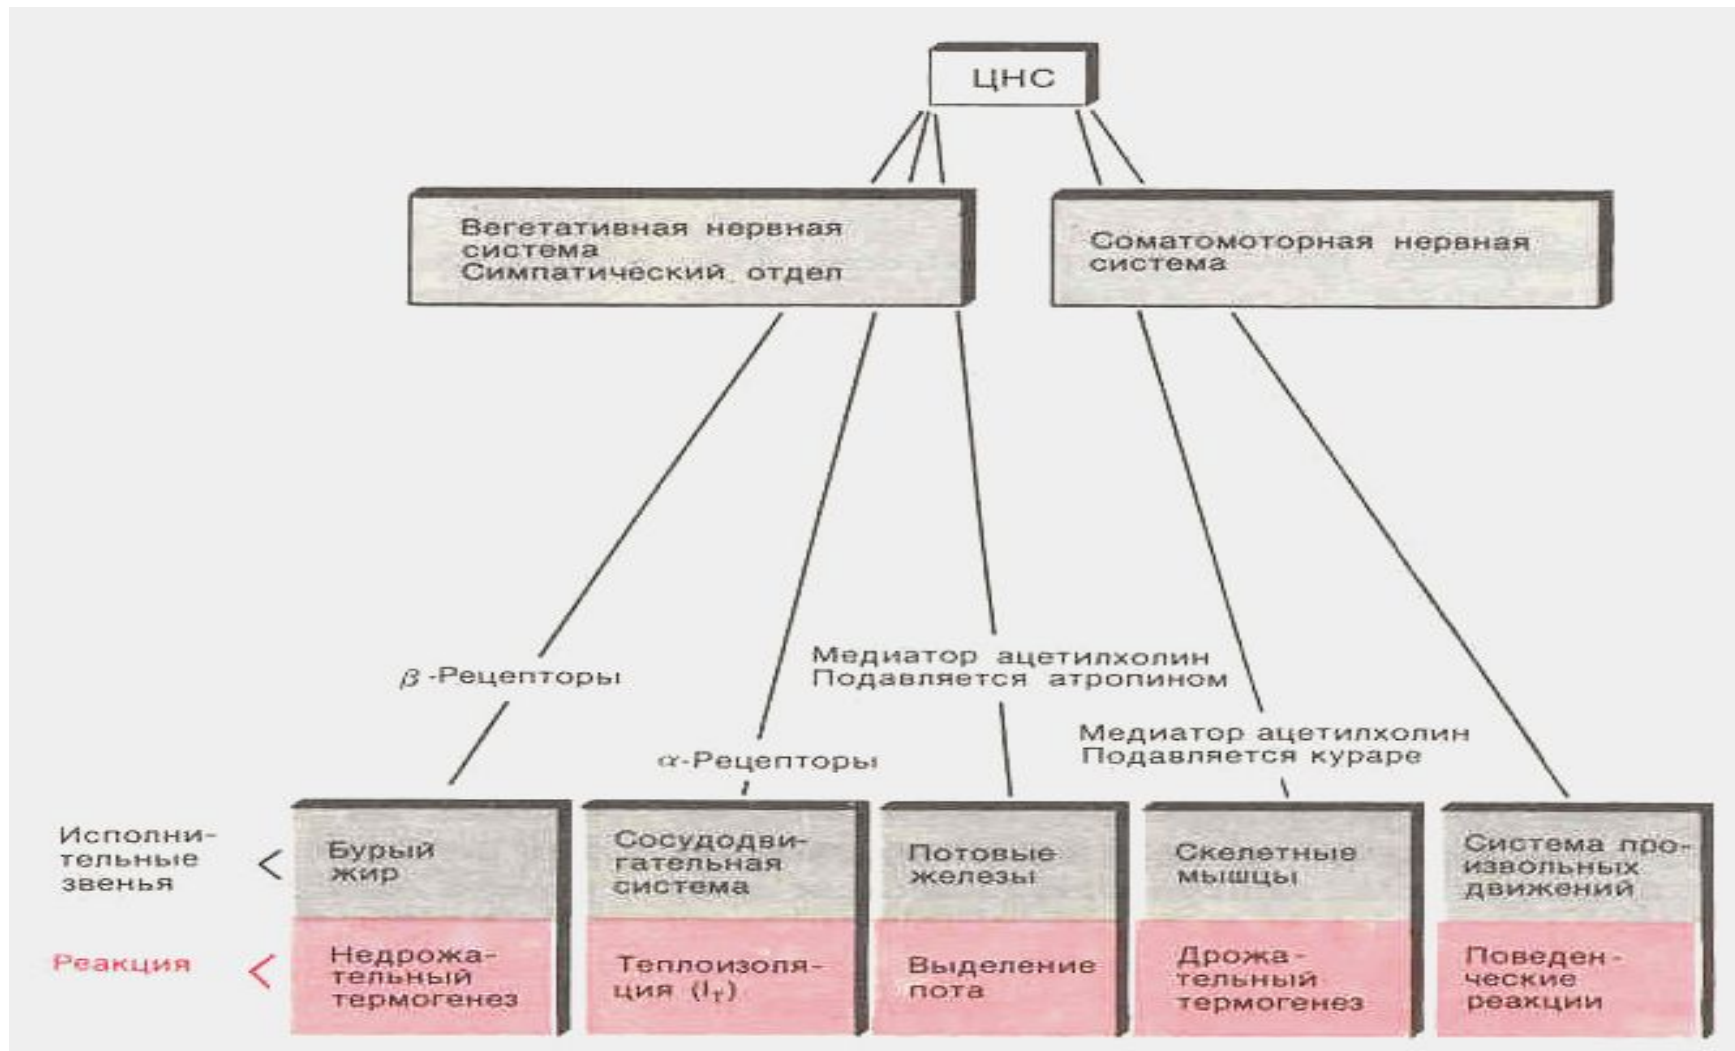 ЦНС
Вегетативная нервная
система
Симпатический отдел
Соматомоторная нервная
система
β-Рецепторы
α-Рецепторы
Медиатор ацетилхолин
Подавляется атропином
Медиатор ацетилхолин
Подавляется кураре
Исполни-
тельные
звенья
Бурый
жир
Сосудодви-
гательная
система
Потовые
железы
Скелетные
мышцы
Система про-
извольных
движений
Реакция
Недрожа-
тельный
термогенез
Теплоизоля-
ция (Iт)
Выделение
пота
Дрожа-
тельный
термогенез
Поведен-
ческие
реакции